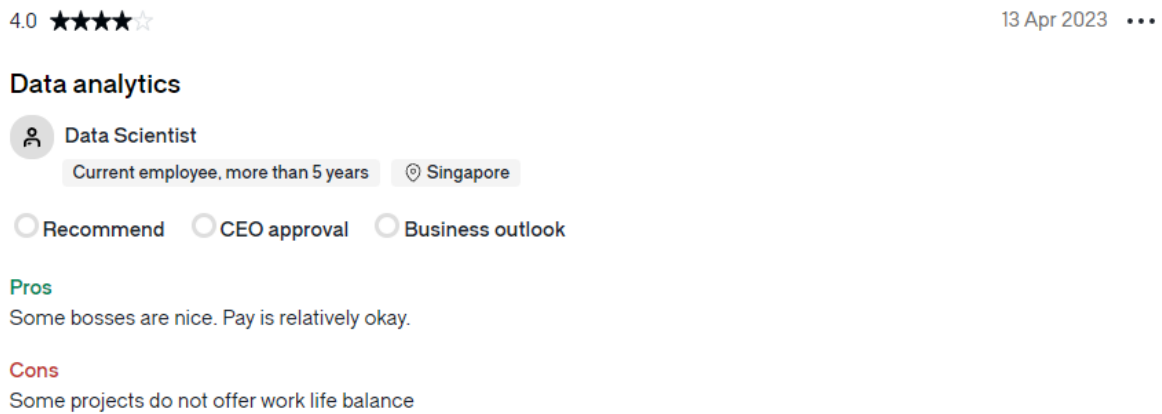 4.0 ★★★★☆ 13 Apr 2023 •••
Data analytics
Data Scientist
Current employee, more than 5 years Singapore
Recommend CEO approval Business outlook
Pros
Some bosses are nice. Pay is relatively okay.
Cons
Some projects do not offer work life balance